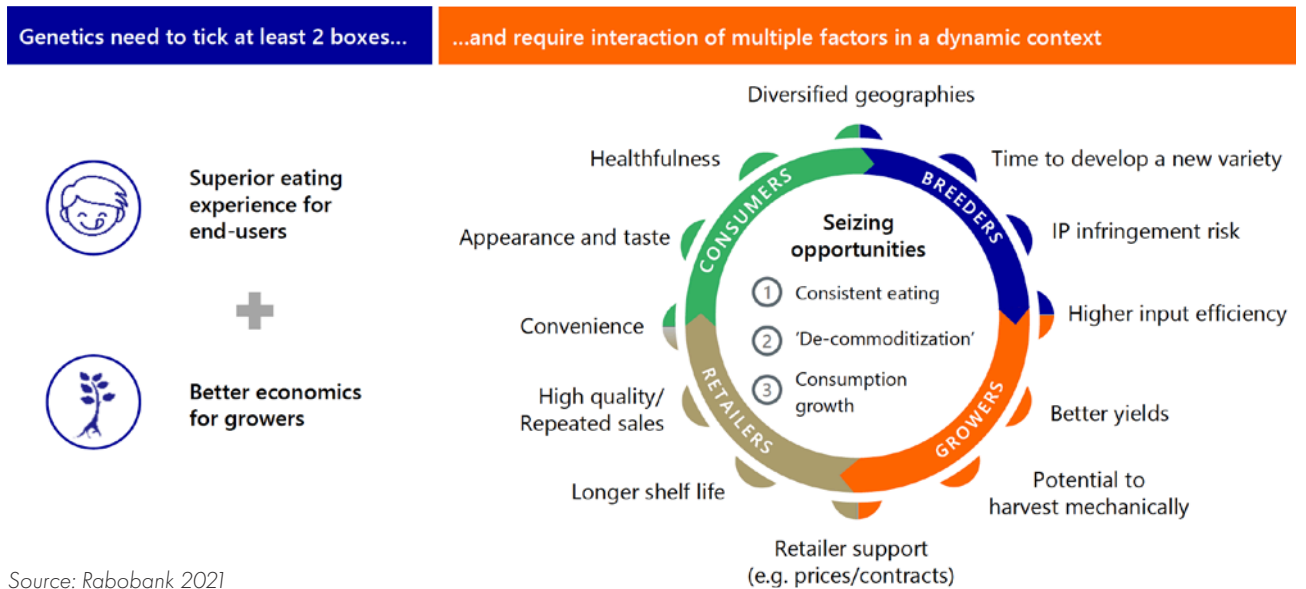 Genetics need to tick at least 2 boxes...
...and require interaction of multiple factors in a dynamic context
Superior eating
experience for
end-users
Better economics
for growers
Diversified geographies
Time to develop a new variety
IP infringement risk
Higher input efficiency
Better yields
Potential to
harvest mechanically
Retailer support
(e.g. prices/contracts)
Longer shelf life
High quality/
Repeated sales
Convenience
Appearance and taste
Healthfulness
CONSUMERS
BREEDERS
GROWERS
RETAILERS
Seizing
opportunities
1 Consistent eating
2 'De-commoditization'
3 Consumption
growth
Source: Rabobank 2021